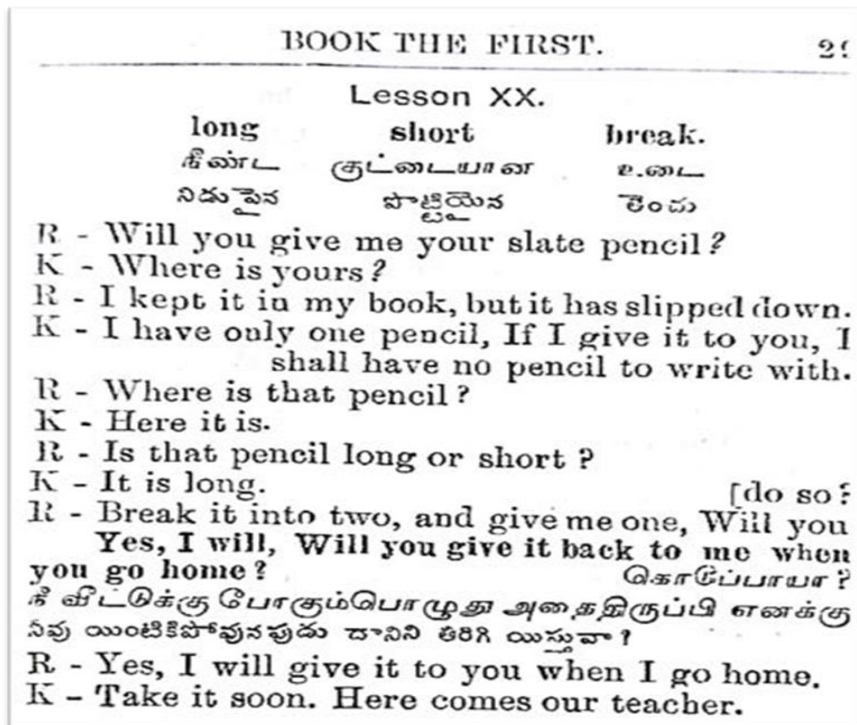 BOOK THE FIRST. 29
Lesson XX.
long short break.
நீண்ட குட்டையான உடை
నిడుపైన పొట్టియైన తెంచు
R - Will you give me your slate pencil?
K - Where is yours?
R - I kept it in my book, but it has slipped down.
K - I have only one pencil, If I give it to you, I
shall have no pencil to write with.
R - Where is that pencil?
K - Here it is.
R - Is that pencil long or short ?
K - It is long. [do so?
R - Break it into two, and give me one, Will you
Yes, I will, Will you give it back to me when
you go home? கொடுப்பாயா?
நீ வீட்டுக்கு போகும்பொழுது அதைதிருப்பி எனக்கு
నీవు యింటికిపోవునపుడు దానిని తిరిగి యిస్తువా?
R - Yes, I will give it to you when I go home.
K - Take it soon. Here comes our teacher.